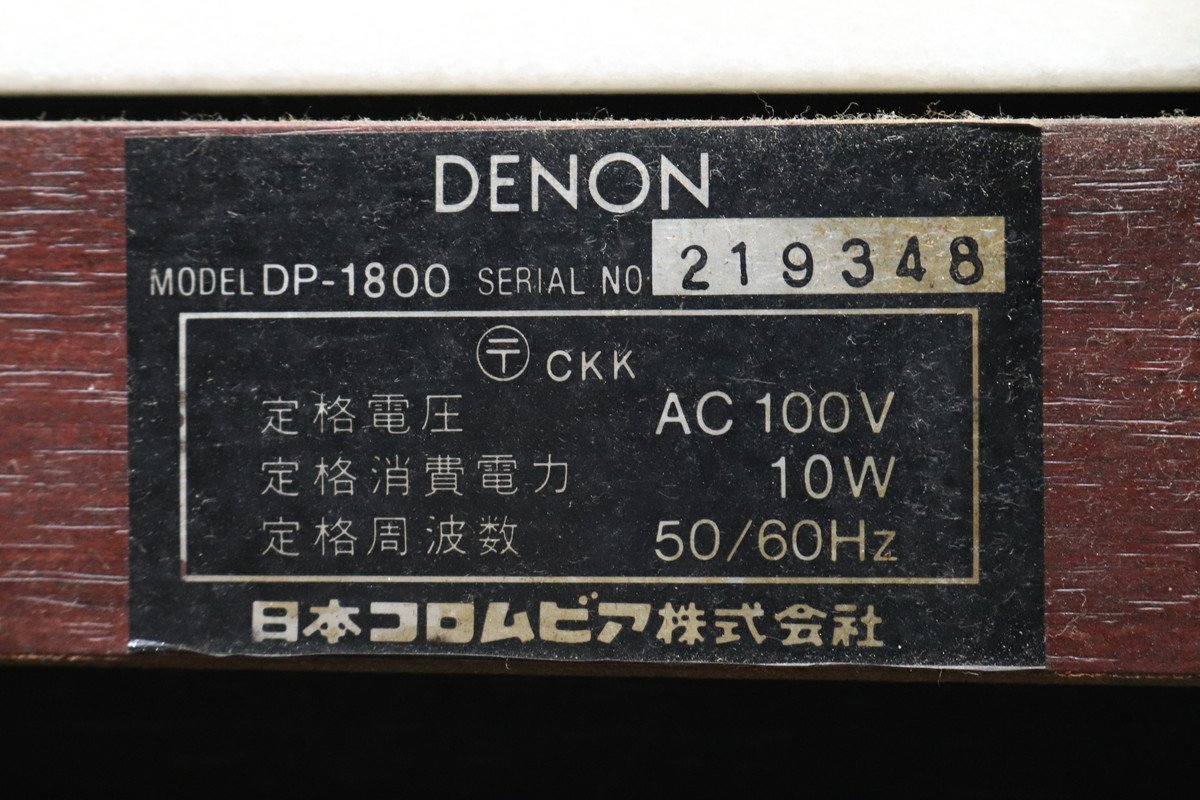 DENON
MODEL DP-1800 SERIAL NO 219348
〶 CKK
定格電圧 AC 100V
定格消費電力 10W
定格周波数 50/60Hz
日本コロムビア株式会社